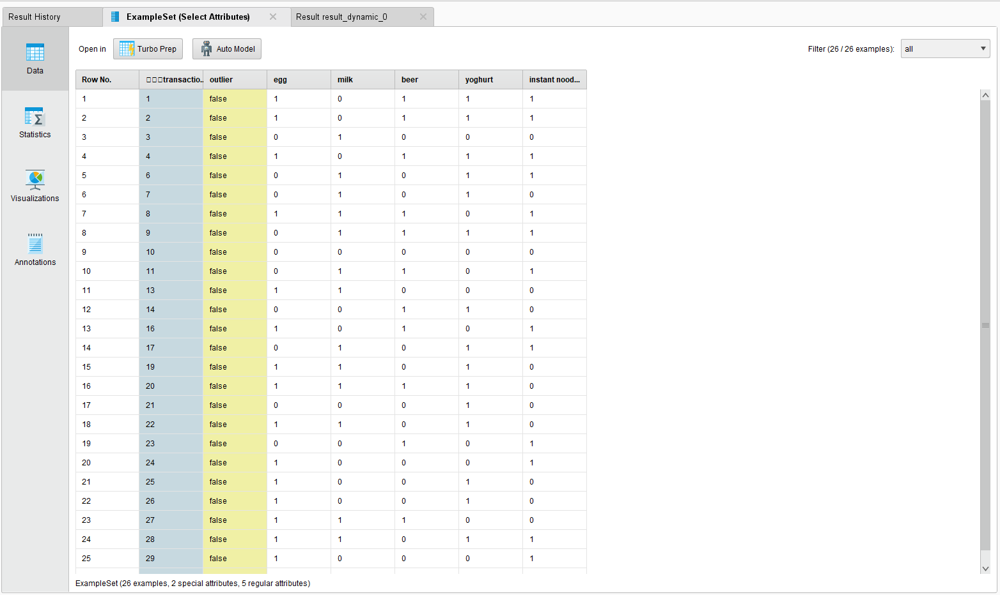 Result History ExampleSet (Select Attributes) Result result_dynamic_0
Open in Turbo Prep Auto Model Filter (26 / 26 examples): all
Data
Statistics
Visualizations
Annotations
Row No. transactio... outlier egg milk beer yoghurt instant nood...
1 1 false 1 0 1 1 1
2 2 false 1 0 1 1 1
3 3 false 0 1 0 0 0
4 4 false 1 0 1 1 1
5 6 false 0 1 0 1 1
6 7 false 0 1 0 1 0
7 8 false 1 1 1 0 1
8 9 false 0 1 1 1 1
9 10 false 0 0 0 0 0
10 11 false 0 1 1 0 1
11 13 false 1 1 0 0 0
12 14 false 0 0 1 1 0
13 16 false 1 0 1 0 1
14 17 false 0 1 0 1 1
15 19 false 1 1 0 1 0
16 20 false 1 1 1 1 0
17 21 false 0 0 0 1 0
18 22 false 1 1 0 1 0
19 23 false 0 0 1 0 1
20 24 false 1 0 0 0 1
21 25 false 1 0 0 1 0
22 26 false 1 0 0 1 0
23 27 false 1 1 1 0 0
24 28 false 1 1 0 1 1
25 29 false 1 0 0 0 1
ExampleSet (26 examples, 2 special attributes, 5 regular attributes)